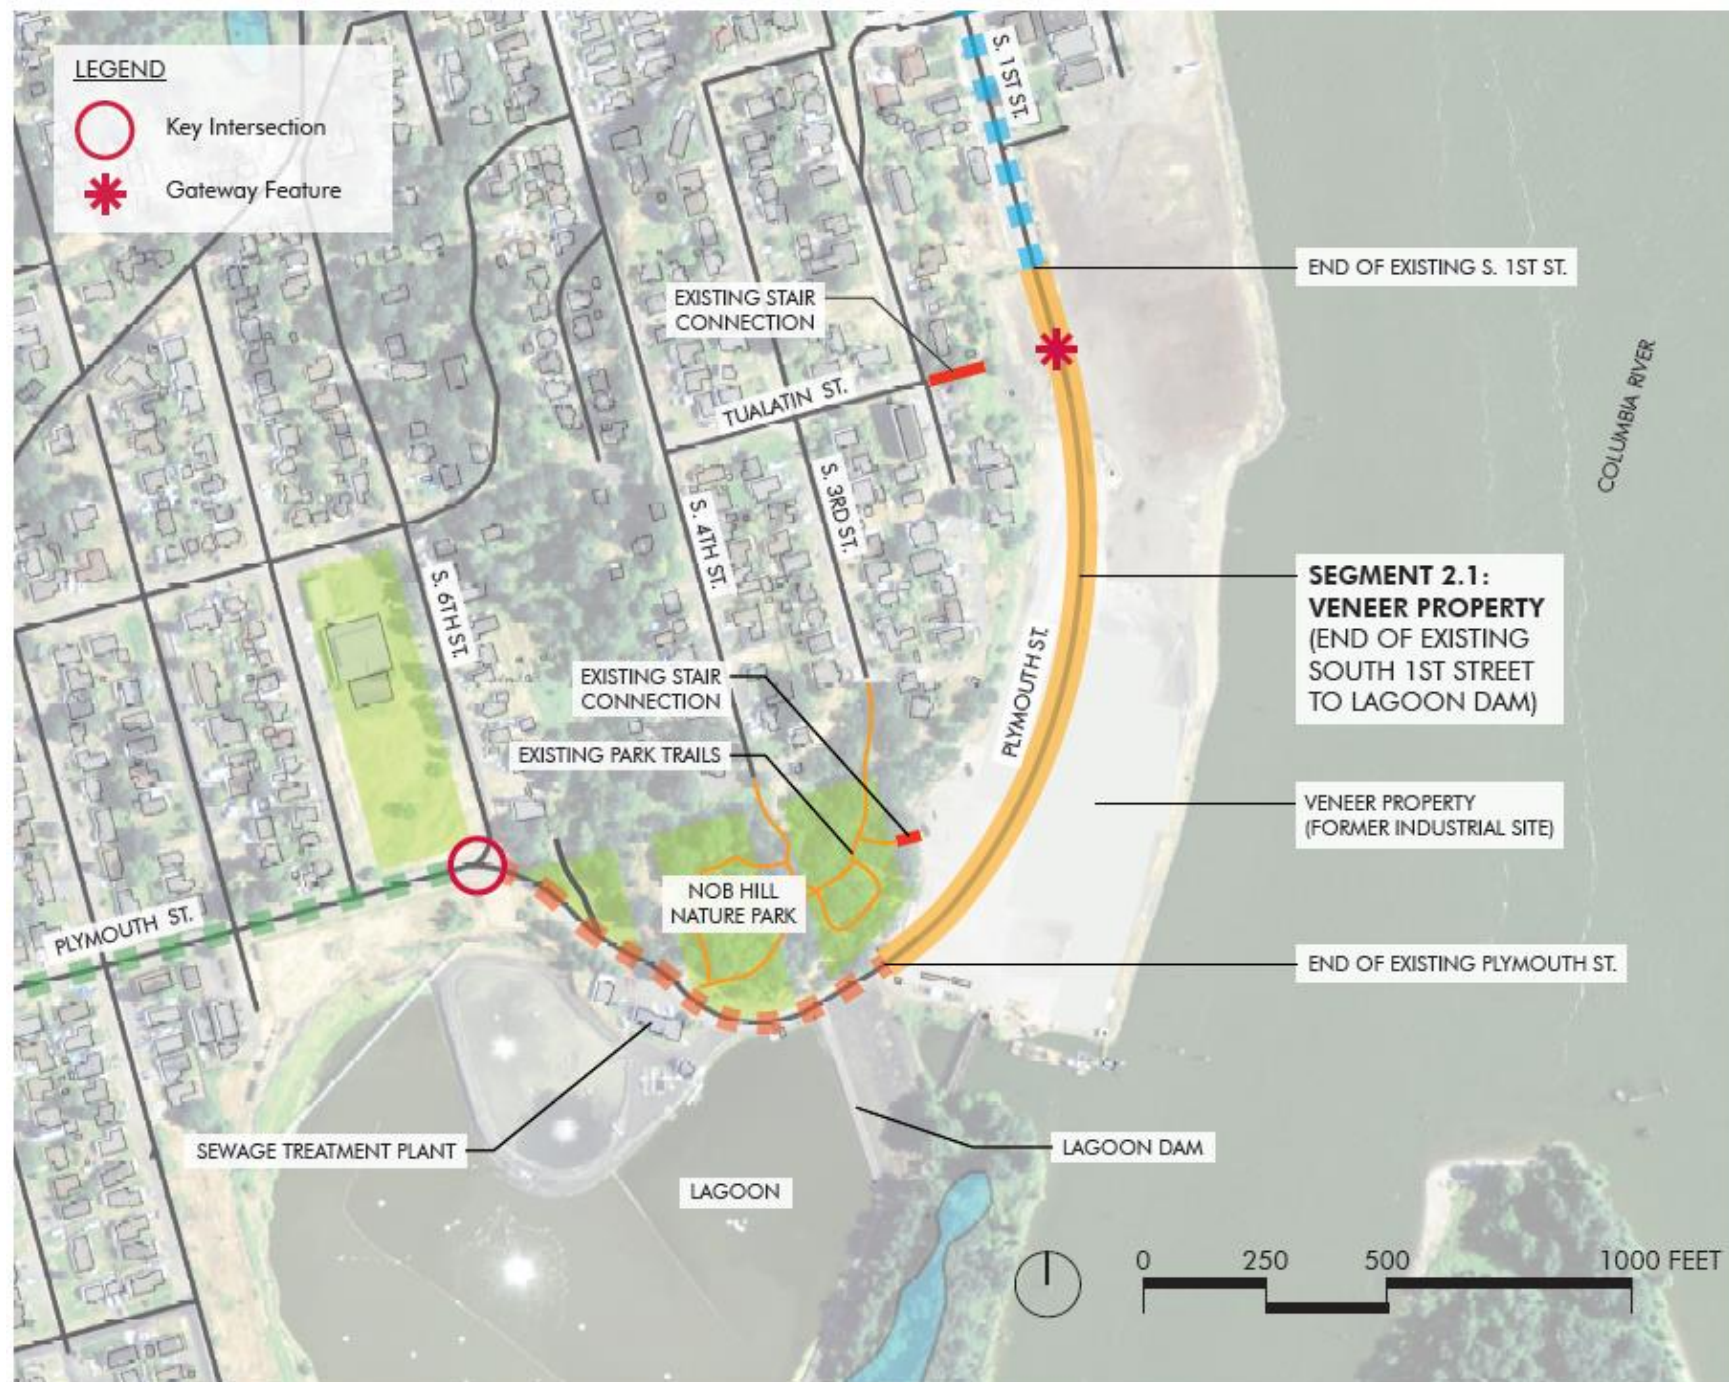 LEGEND
Key Intersection
Gateway Feature
S. 1ST ST.
END OF EXISTING S. 1ST ST.
EXISTING STAIR
CONNECTION
TUALATIN ST.
COLUMBIA RIVER
S. 3RD ST.
S. 4TH ST.
S. 6TH ST.
SEGMENT 2.1:
VENEER PROPERTY
(END OF EXISTING
SOUTH 1ST STREET
TO LAGOON DAM)
PLYMOUTH ST.
EXISTING STAIR
CONNECTION
EXISTING PARK TRAILS
VENEER PROPERTY
(FORMER INDUSTRIAL SITE)
NOB HILL
NATURE PARK
PLYMOUTH ST.
END OF EXISTING PLYMOUTH ST.
SEWAGE TREATMENT PLANT
LAGOON DAM
LAGOON
0 250 500 1000 FEET